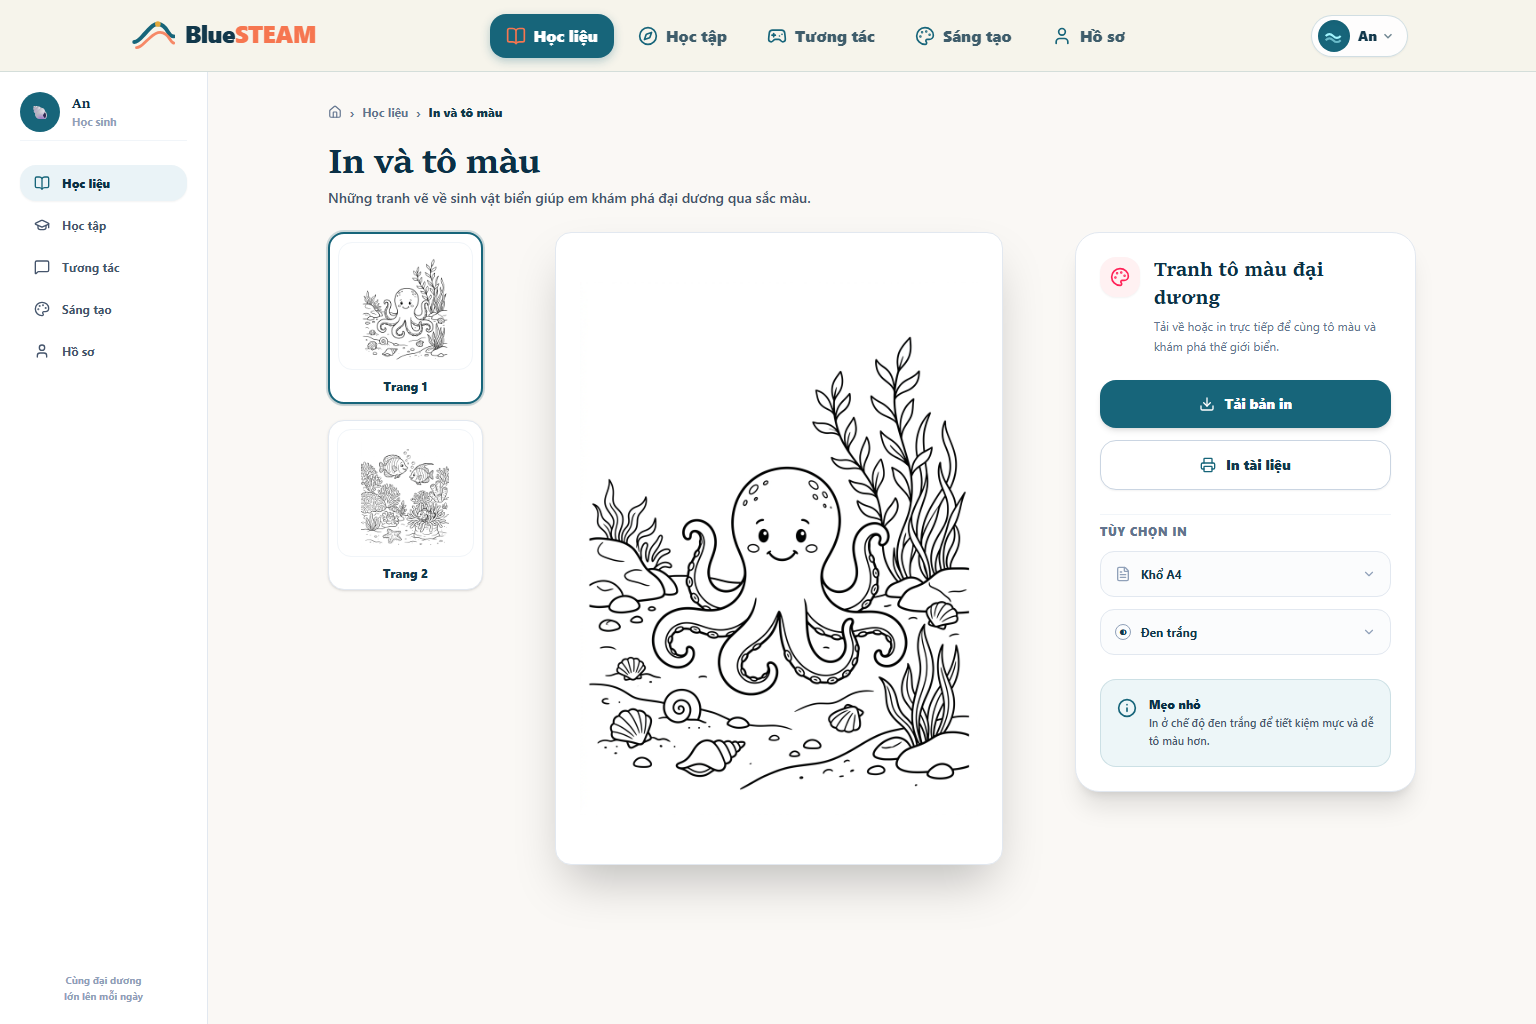 BlueSTEAM
Học liệu
Học tập
Tương tác
Sáng tạo
Hồ sơ
An
An
Học sinh
Học liệu
Học tập
Tương tác
Sáng tạo
Hồ sơ
Cùng đại dương
lớn lên mỗi ngày
Học liệu › In và tô màu
In và tô màu
Những tranh vẽ về sinh vật biển giúp em khám phá đại dương qua sắc màu.
Trang 1
Trang 2
Tranh tô màu đại
dương
Tải về hoặc in trực tiếp để cùng tô màu và
khám phá thế giới biển.
Tải bản in
In tài liệu
TÙY CHỌN IN
Khổ A4
Đen trắng
Mẹo nhỏ
In ở chế độ đen trắng để tiết kiệm mực và dễ
tô màu hơn.